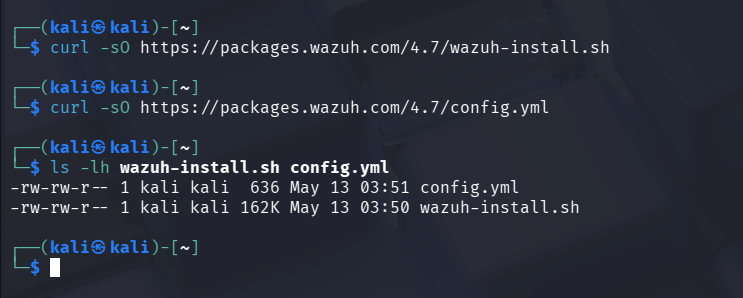 ┌──(kali㉿kali)-[~]
└─$ curl -sO https://packages.wazuh.com/4.7/wazuh-install.sh
┌──(kali㉿kali)-[~]
└─$ curl -sO https://packages.wazuh.com/4.7/config.yml
┌──(kali㉿kali)-[~]
└─$ ls -lh wazuh-install.sh config.yml
-rw-rw-r-- 1 kali kali  636 May 13 03:51 config.yml
-rw-rw-r-- 1 kali kali 162K May 13 03:50 wazuh-install.sh
┌──(kali㉿kali)-[~]
└─$